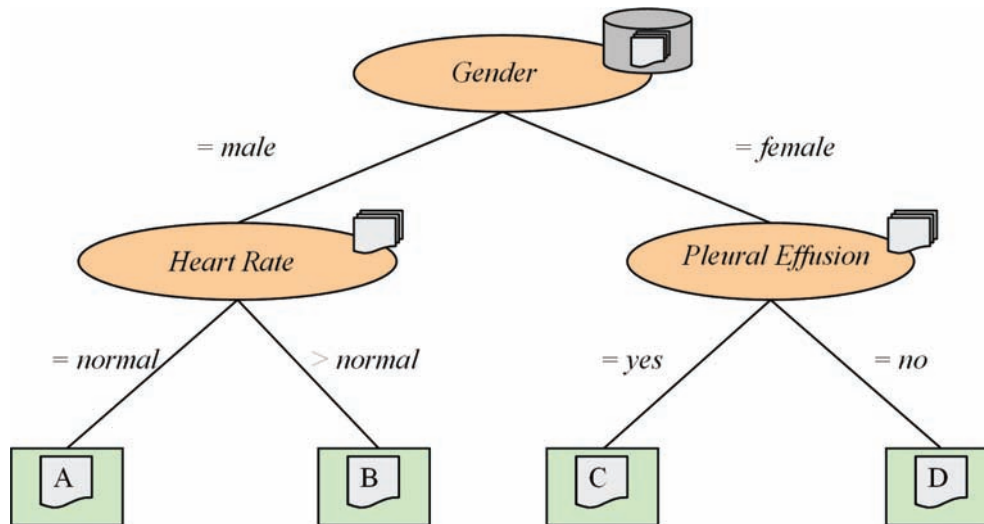 Gender
= male
= female
Heart Rate
Pleural Effusion
= normal
> normal
= yes
= no
A
B
C
D